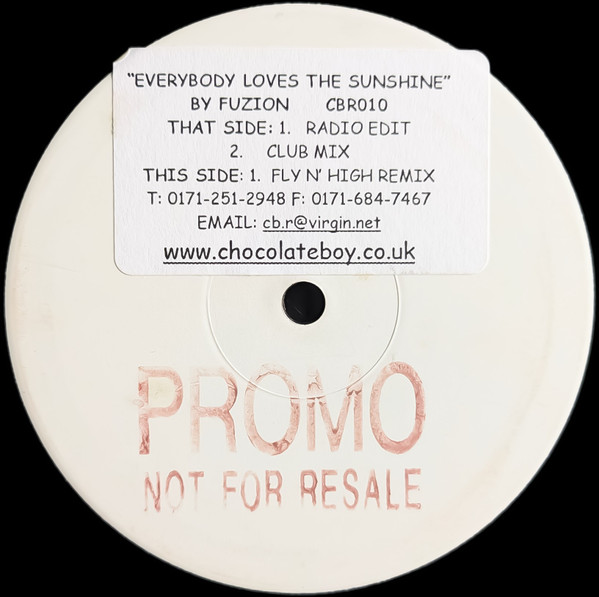 "EVERYBODY LOVES THE SUNSHINE"
BY FUZION CBR010
THAT SIDE: 1. RADIO EDIT
2. CLUB MIX
THIS SIDE: 1. FLY N' HIGH REMIX
T: 0171-251-2948 F: 0171-684-7467
EMAIL: cb.r@virgin.net
www.chocolateboy.co.uk
PROMO
NOT FOR RESALE